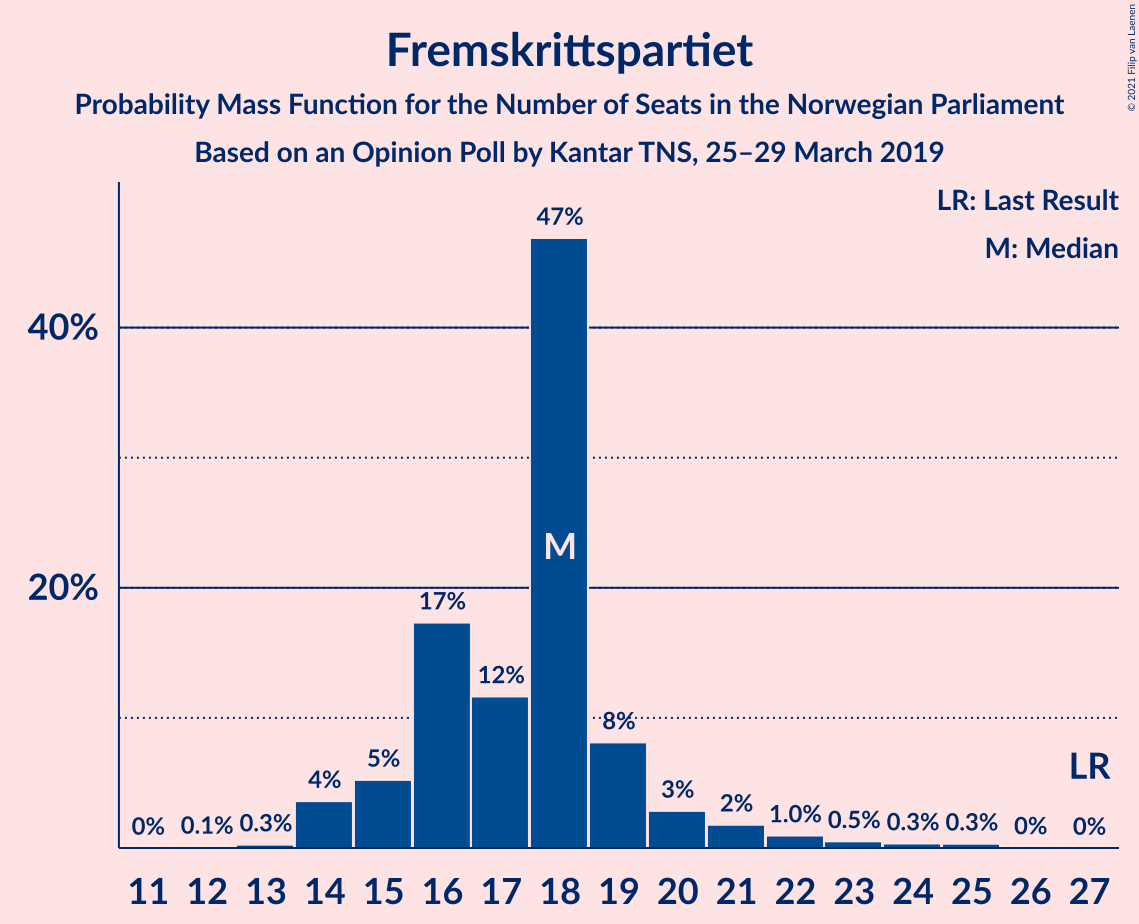 Fremskrittspartiet
Probability Mass Function for the Number of Seats in the Norwegian Parliament
Based on an Opinion Poll by Kantar TNS, 25–29 March 2019
© 2021 Filip van Laenen
LR: Last Result
M: Median
47%
40%
M
20%
17%
12%
8%
LR
5%
4%
3%
2%
0% 0.1% 0.3% 1.0% 0.5% 0.3% 0.3% 0% 0%
11 12 13 14 15 16 17 18 19 20 21 22 23 24 25 26 27